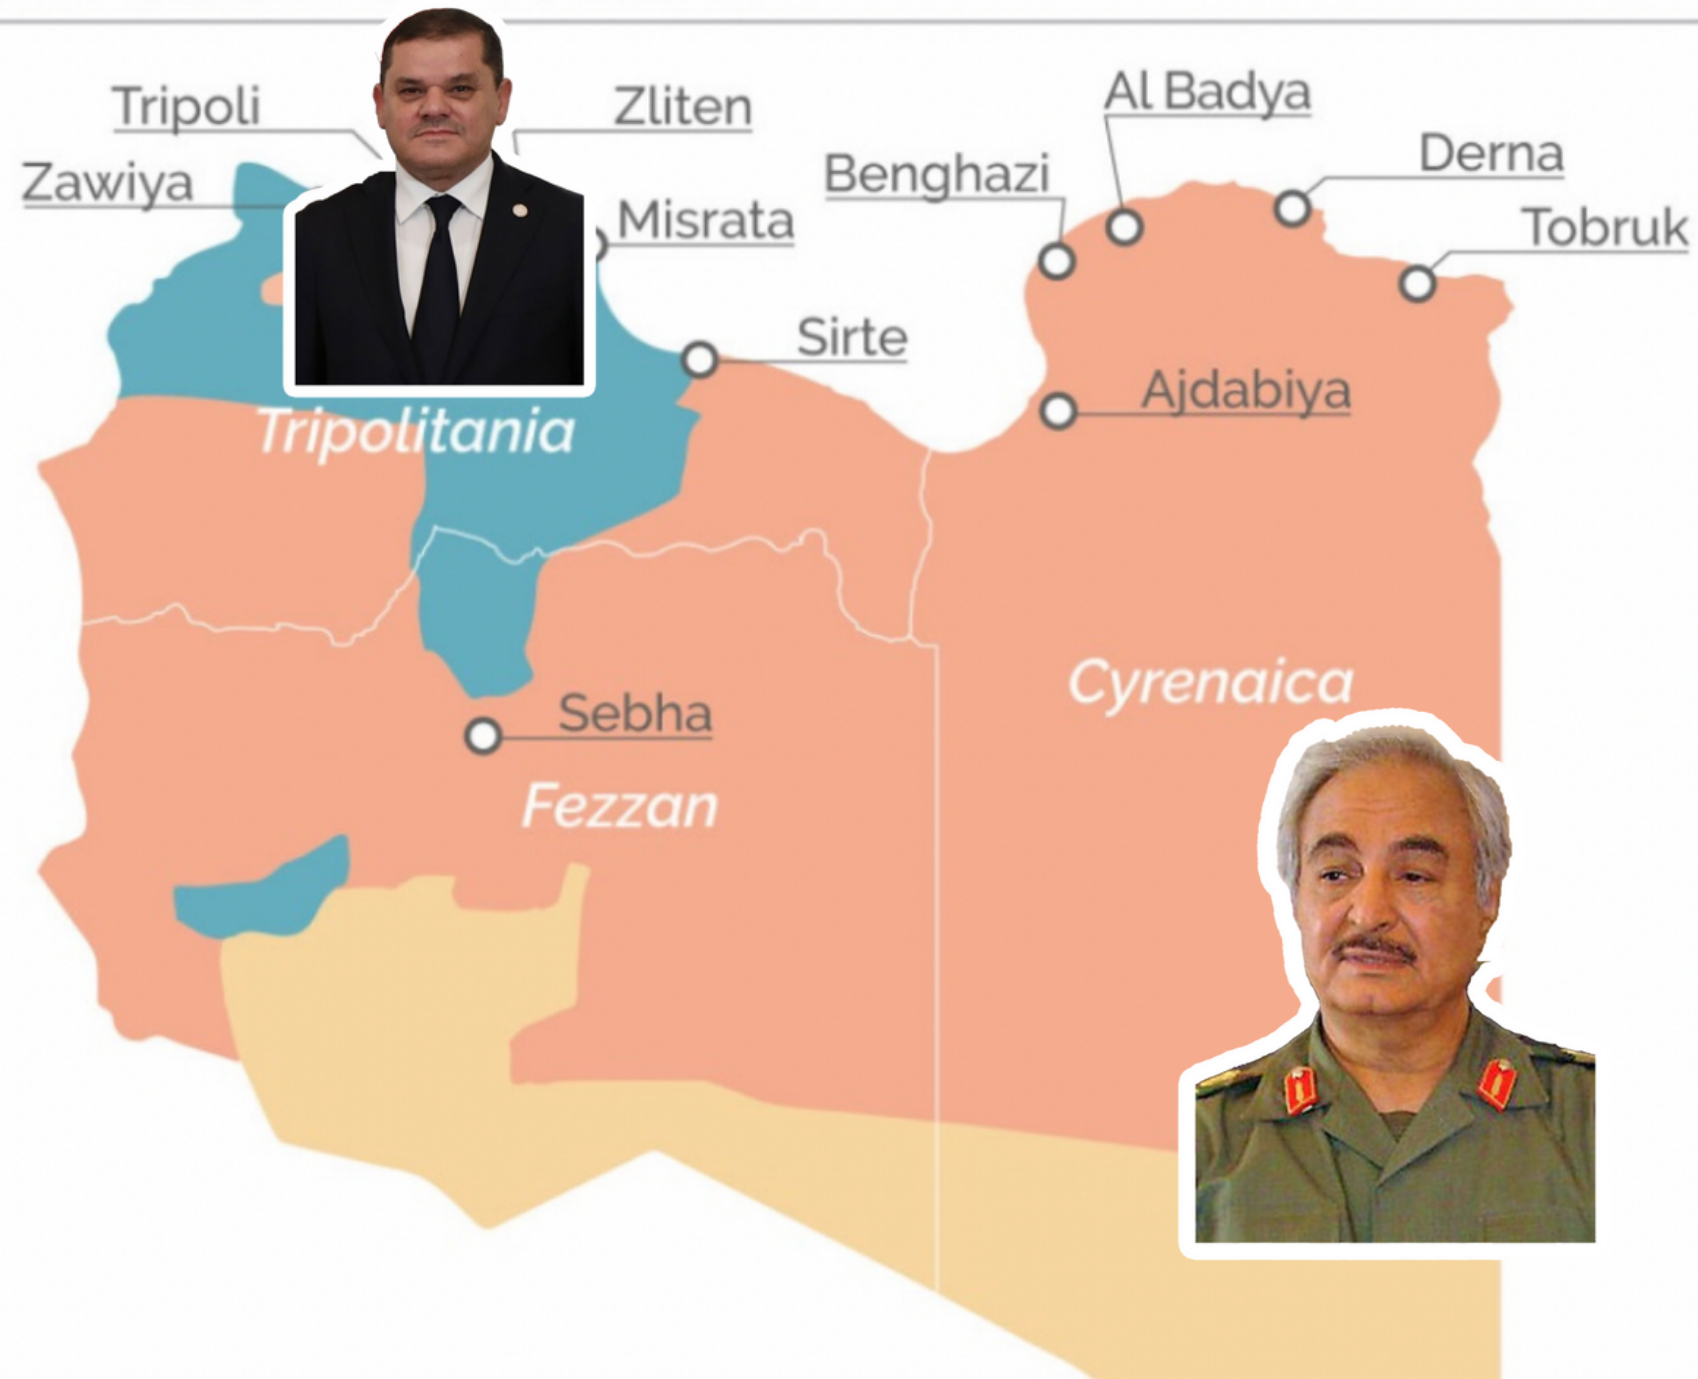 Tripoli
Zliten
Al Badya
Derna
Zawiya
Benghazi
Misrata
Tobruk
Sirte
Ajdabiya
Tripolitania
Cyrenaica
Sebha
Fezzan